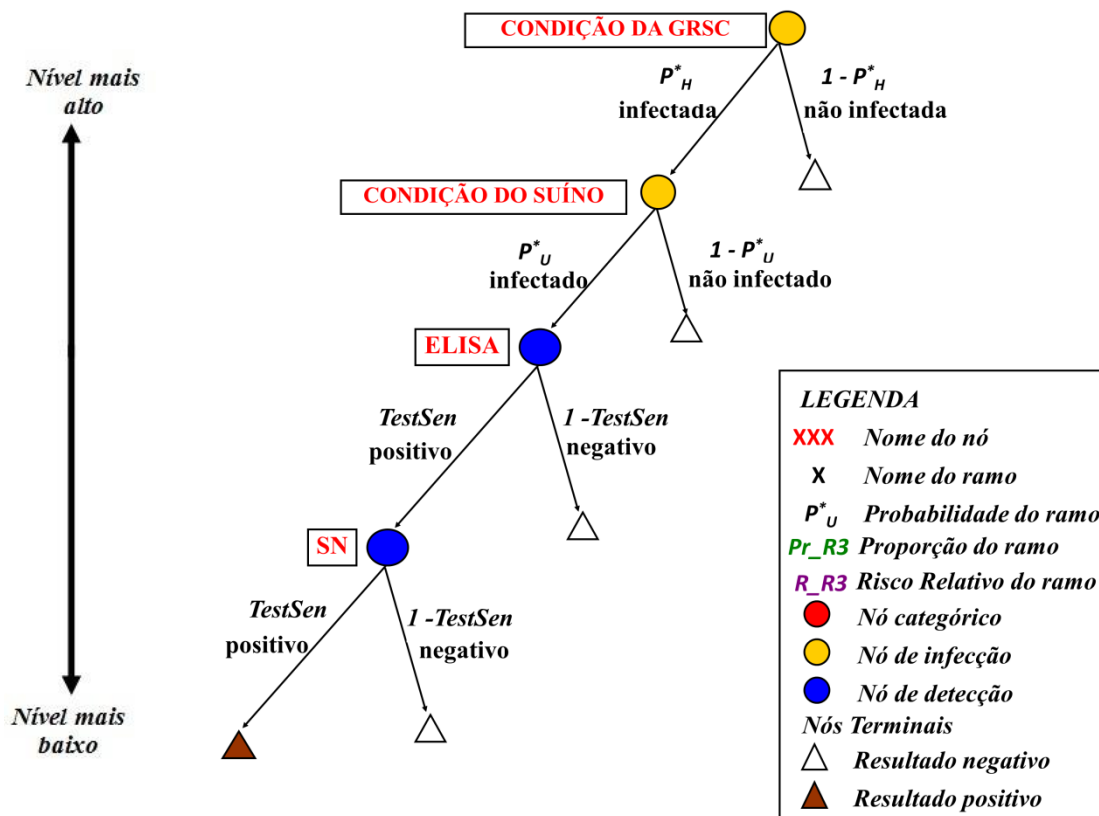 CONDIÇÃO DA GRSC
Nível mais
alto
P*H
infectada
1 - P*H
não infectada
CONDIÇÃO DO SUÍNO
P*U
infectado
1 - P*U
não infectado
ELISA
TestSen
positivo
1 -TestSen
negativo
SN
TestSen
positivo
1 -TestSen
negativo
Nível mais
baixo
LEGENDA
XXX Nome do nó
X Nome do ramo
P*U Probabilidade do ramo
Pr_R3 Proporção do ramo
R_R3 Risco Relativo do ramo
Nó categórico
Nó de infecção
Nó de detecção
Nós Terminais
Resultado negativo
Resultado positivo